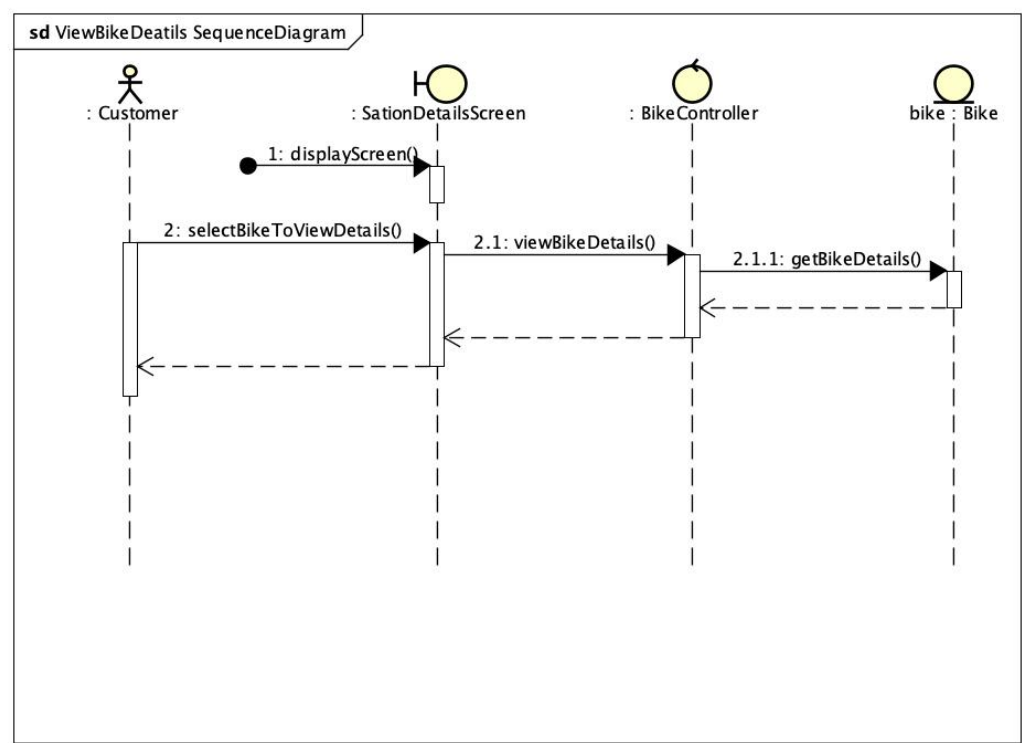 sd ViewBikeDeatils SequenceDiagram
: Customer
: SationDetailsScreen
: BikeController
bike : Bike
1: displayScreen()
2: selectBikeToViewDetails()
2.1: viewBikeDetails()
2.1.1: getBikeDetails()